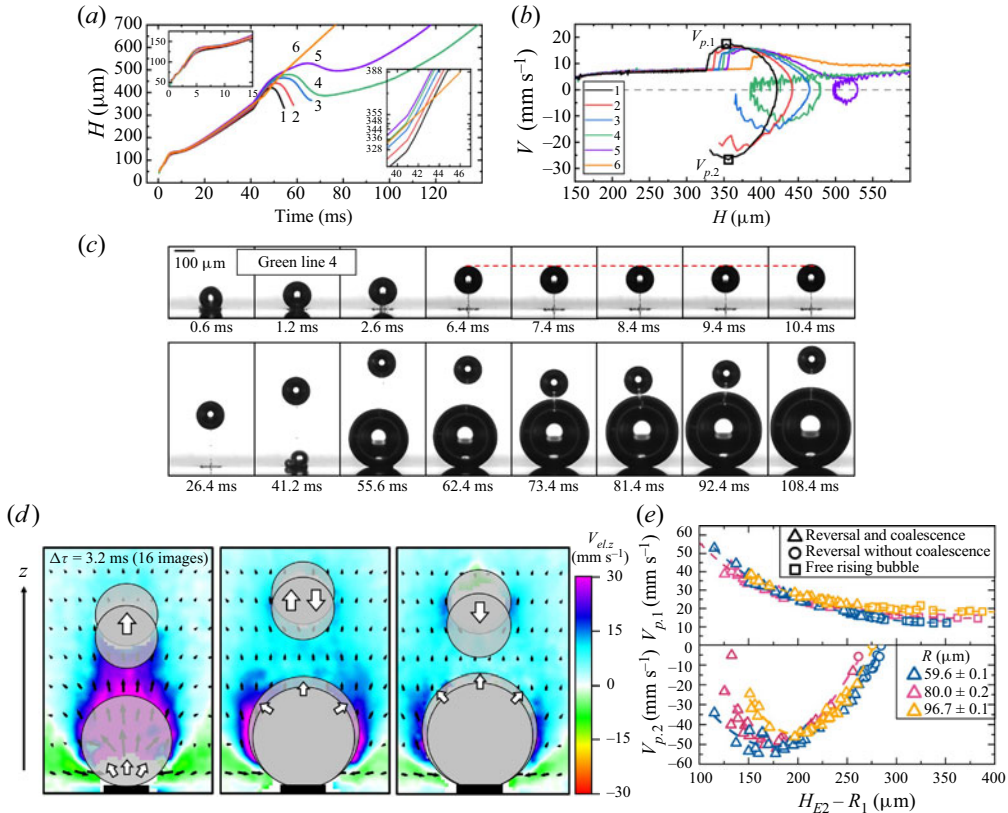 (a)
H (μm)
700
600
500
400
300
200
100
0
0 20 40 60 80 100 120
Time (ms)
150
100
50
0 5 10 15
6
5
4
3
1 2
388
355
348
344
336
328
40 42 44 46
(b)
V (mm s–1)
20
10
0
–10
–20
–30
150 200 250 300 350 400 450 500 550
H (μm)
Vp.1
Vp.2
1
2
3
4
5
6
(c)
100 μm
Green line 4
0.6 ms 1.2 ms 2.6 ms 6.4 ms 7.4 ms 8.4 ms 9.4 ms 10.4 ms
26.4 ms 41.2 ms 55.6 ms 62.4 ms 73.4 ms 81.4 ms 92.4 ms 108.4 ms
(d)
z
Δτ = 3.2 ms (16 images)
Vel.z
(mm s–1)
30
15
0
–15
–30
(e)
Vp.1 (mm s–1)
60
50
40
30
20
10
Reversal and coalescence
Reversal without coalescence
Free rising bubble
Vp.2 (mm s–1)
0
–10
–20
–30
–40
–50
–60
R (μm)
59.6 ± 0.1
80.0 ± 0.2
96.7 ± 0.1
100 150 200 250 300 350 400
HE2 – R1 (μm)